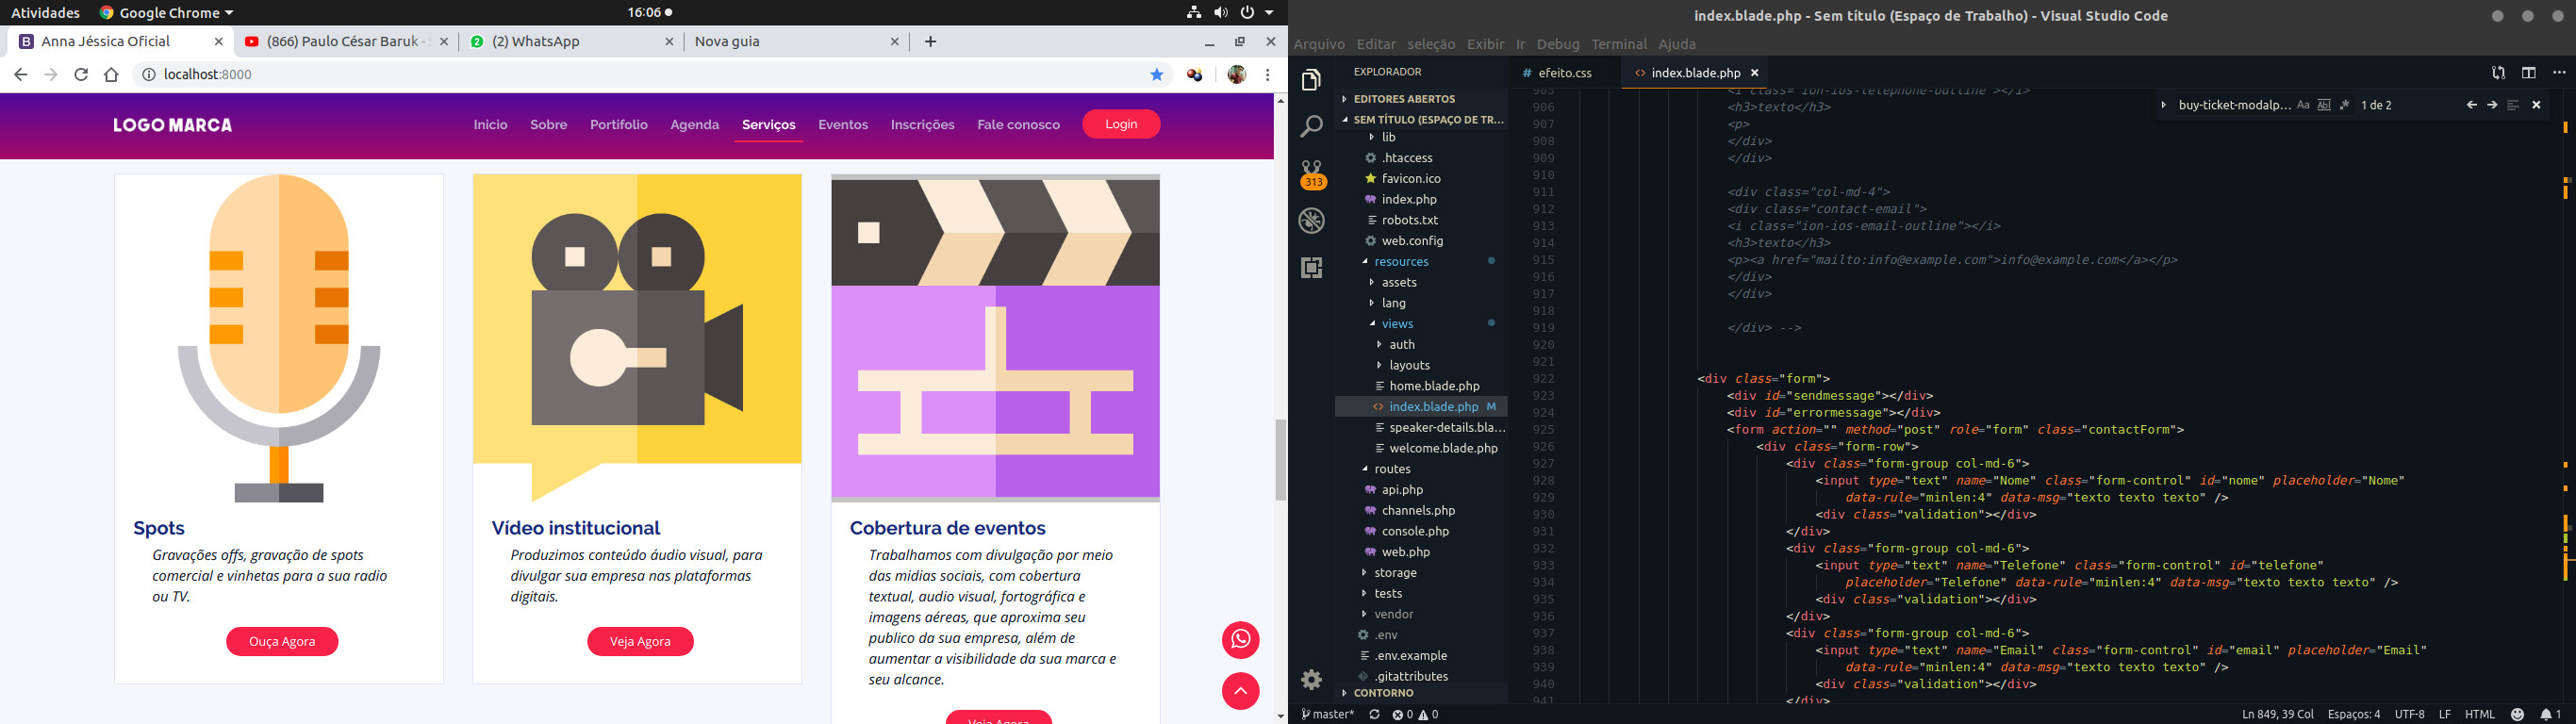 Atividades
Google Chrome
16:06
Anna Jéssica Oficial
(866) Paulo César Baruk -
(2) WhatsApp
Nova guia
localhost:8000
LOGO MARCA
Inicio
Sobre
Portifolio
Agenda
Serviços
Eventos
Inscrições
Fale conosco
Login
Spots
Gravações offs, gravação de spots
comercial e vinhetas para a sua radio
ou TV.
Ouça Agora
Vídeo institucional
Produzimos conteúdo áudio visual, para
divulgar sua empresa nas plataformas
digitais.
Veja Agora
Cobertura de eventos
Trabalhamos com divulgação por meio
das midias sociais, com cobertura
textual, audio visual, fortográfica e
imagens aéreas, que aproxima seu
publico da sua empresa, além de
aumentar a visibilidade da sua marca e
seu alcance.
Veja Agora
index.blade.php - Sem título (Espaço de Trabalho) - Visual Studio Code
Arquivo Editar seleção Exibir Ir Debug Terminal Ajuda
EXPLORADOR
EDITORES ABERTOS
SEM TÍTULO (ESPAÇO DE TR...
lib
.htaccess
favicon.ico
index.php
robots.txt
web.config
resources
assets
lang
views
auth
layouts
home.blade.php
index.blade.php M
speaker-details.bla...
welcome.blade.php
routes
api.php
channels.php
console.php
web.php
storage
tests
vendor
.env
.env.example
.gitattributes
CONTORNO
313
# efeito.css
index.blade.php
buy-ticket-modalp... Aa Abl .* 1 de 2
905 <i class="ion-ios-telephone-outline"></i>
906 <h3>texto</h3>
907 <p>
908 </div>
909 </div>
910
911 <div class="col-md-4">
912 <div class="contact-email">
913 <i class="ion-ios-email-outline"></i>
914 <h3>texto</h3>
915 <p><a href="mailto:info@example.com">info@example.com</a></p>
916 </div>
917 </div>
918
919 </div> -->
920
921
922 <div class="form">
923 <div id="sendmessage"></div>
924 <div id="errormessage"></div>
925 <form action="" method="post" role="form" class="contactForm">
926 <div class="form-row">
927 <div class="form-group col-md-6">
928 <input type="text" name="Nome" class="form-control" id="nome" placeholder="Nome"
929 data-rule="minlen:4" data-msg="texto texto texto" />
930 <div class="validation"></div>
931 </div>
932 <div class="form-group col-md-6">
933 <input type="text" name="Telefone" class="form-control" id="telefone"
934 placeholder="Telefone" data-rule="minlen:4" data-msg="texto texto texto" />
935 <div class="validation"></div>
936 </div>
937 <div class="form-group col-md-6">
938 <input type="text" name="Email" class="form-control" id="email" placeholder="Email"
939 data-rule="minlen:4" data-msg="texto texto texto" />
940 <div class="validation"></div>
941 </div>
master* 0 0
Ln 849, 39 Col Espaços: 4 UTF-8 LF HTML 1